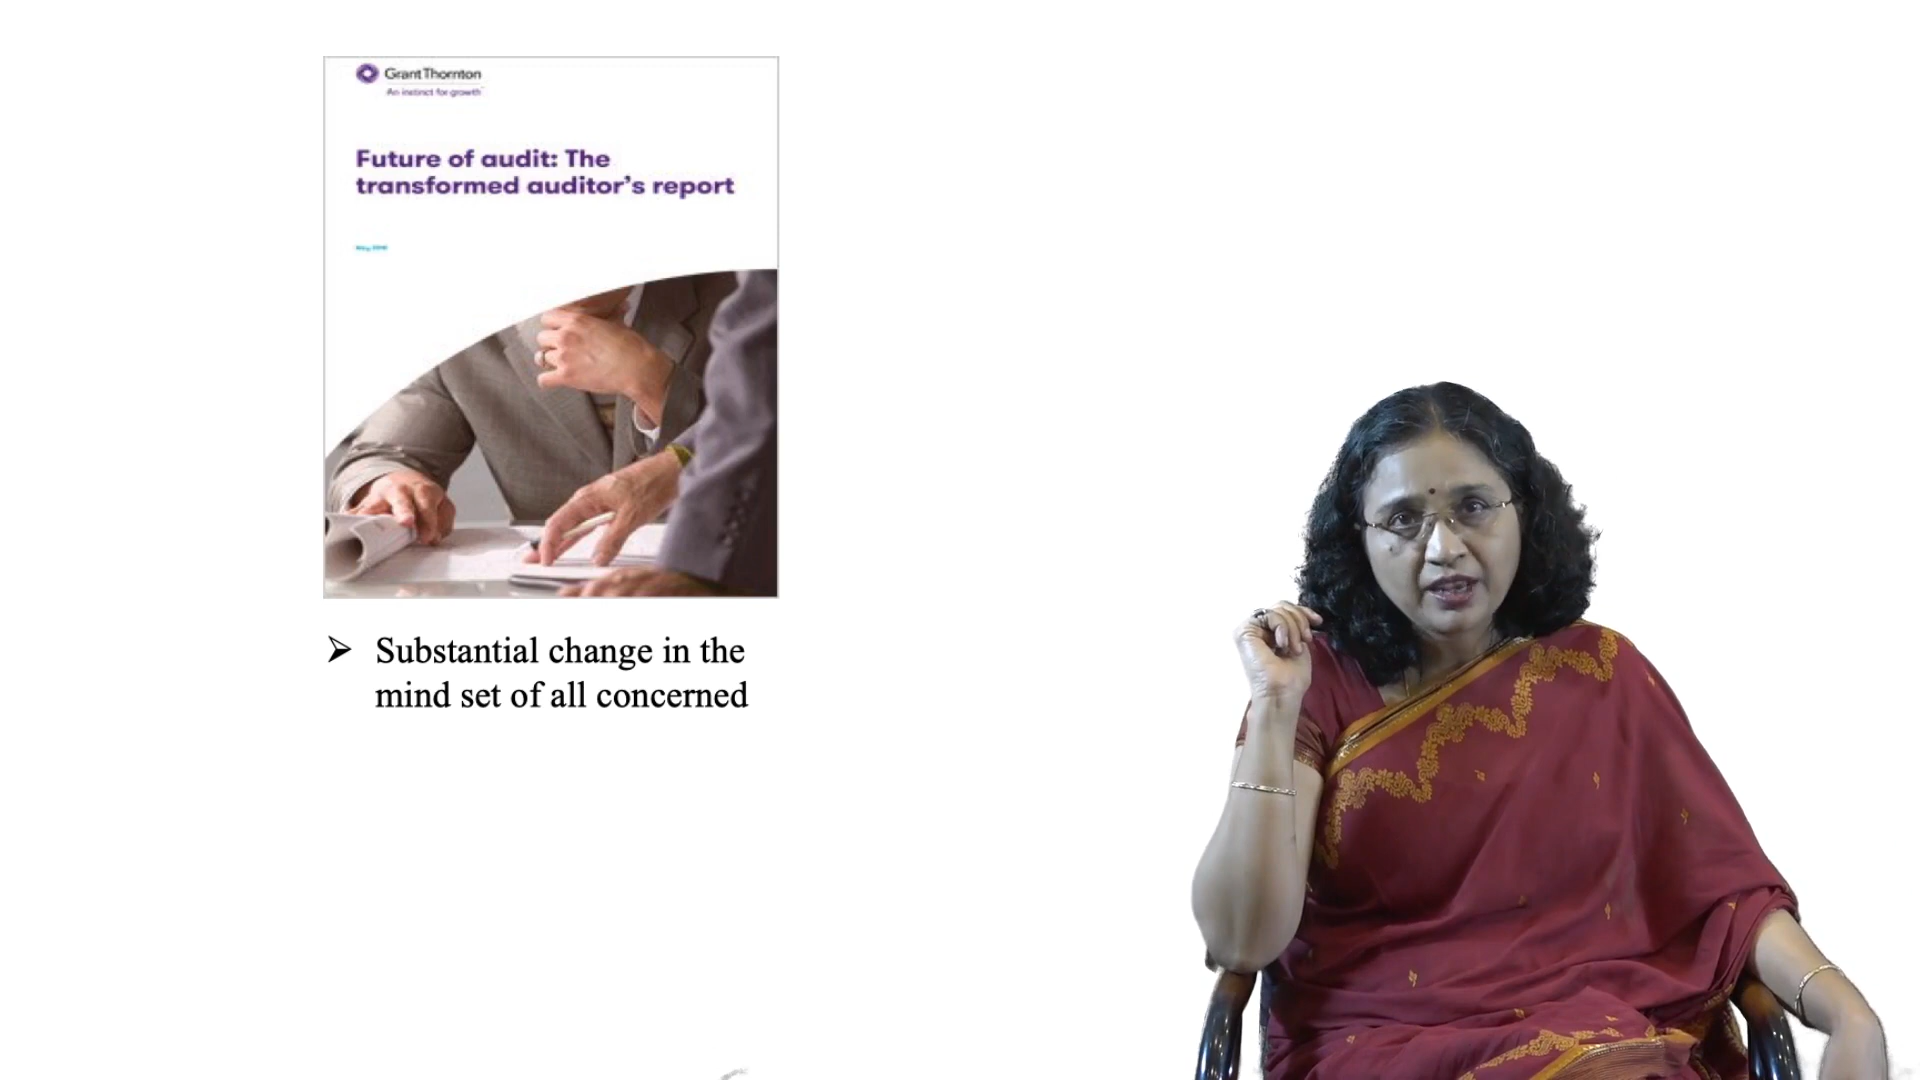 Grant Thornton
An instinct for growth
Future of audit: The
transformed auditor's report
➢ Substantial change in the
mind set of all concerned